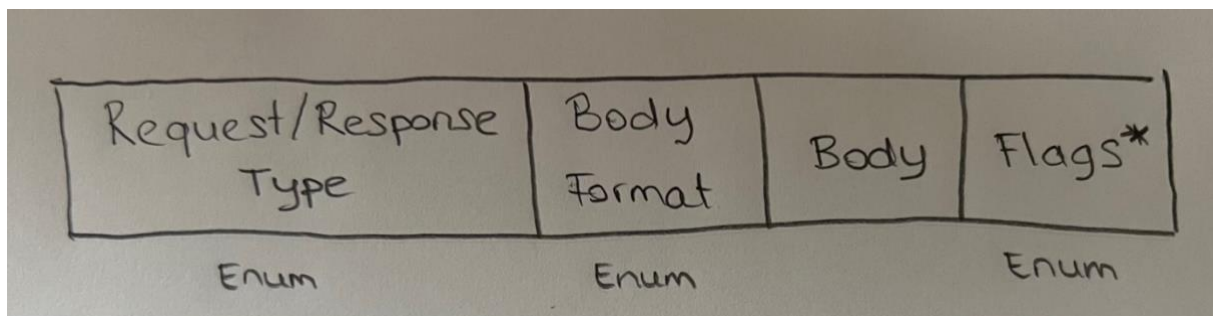 Request/Response
Type
Body
Format
Body
Flags*
Enum
Enum
Enum